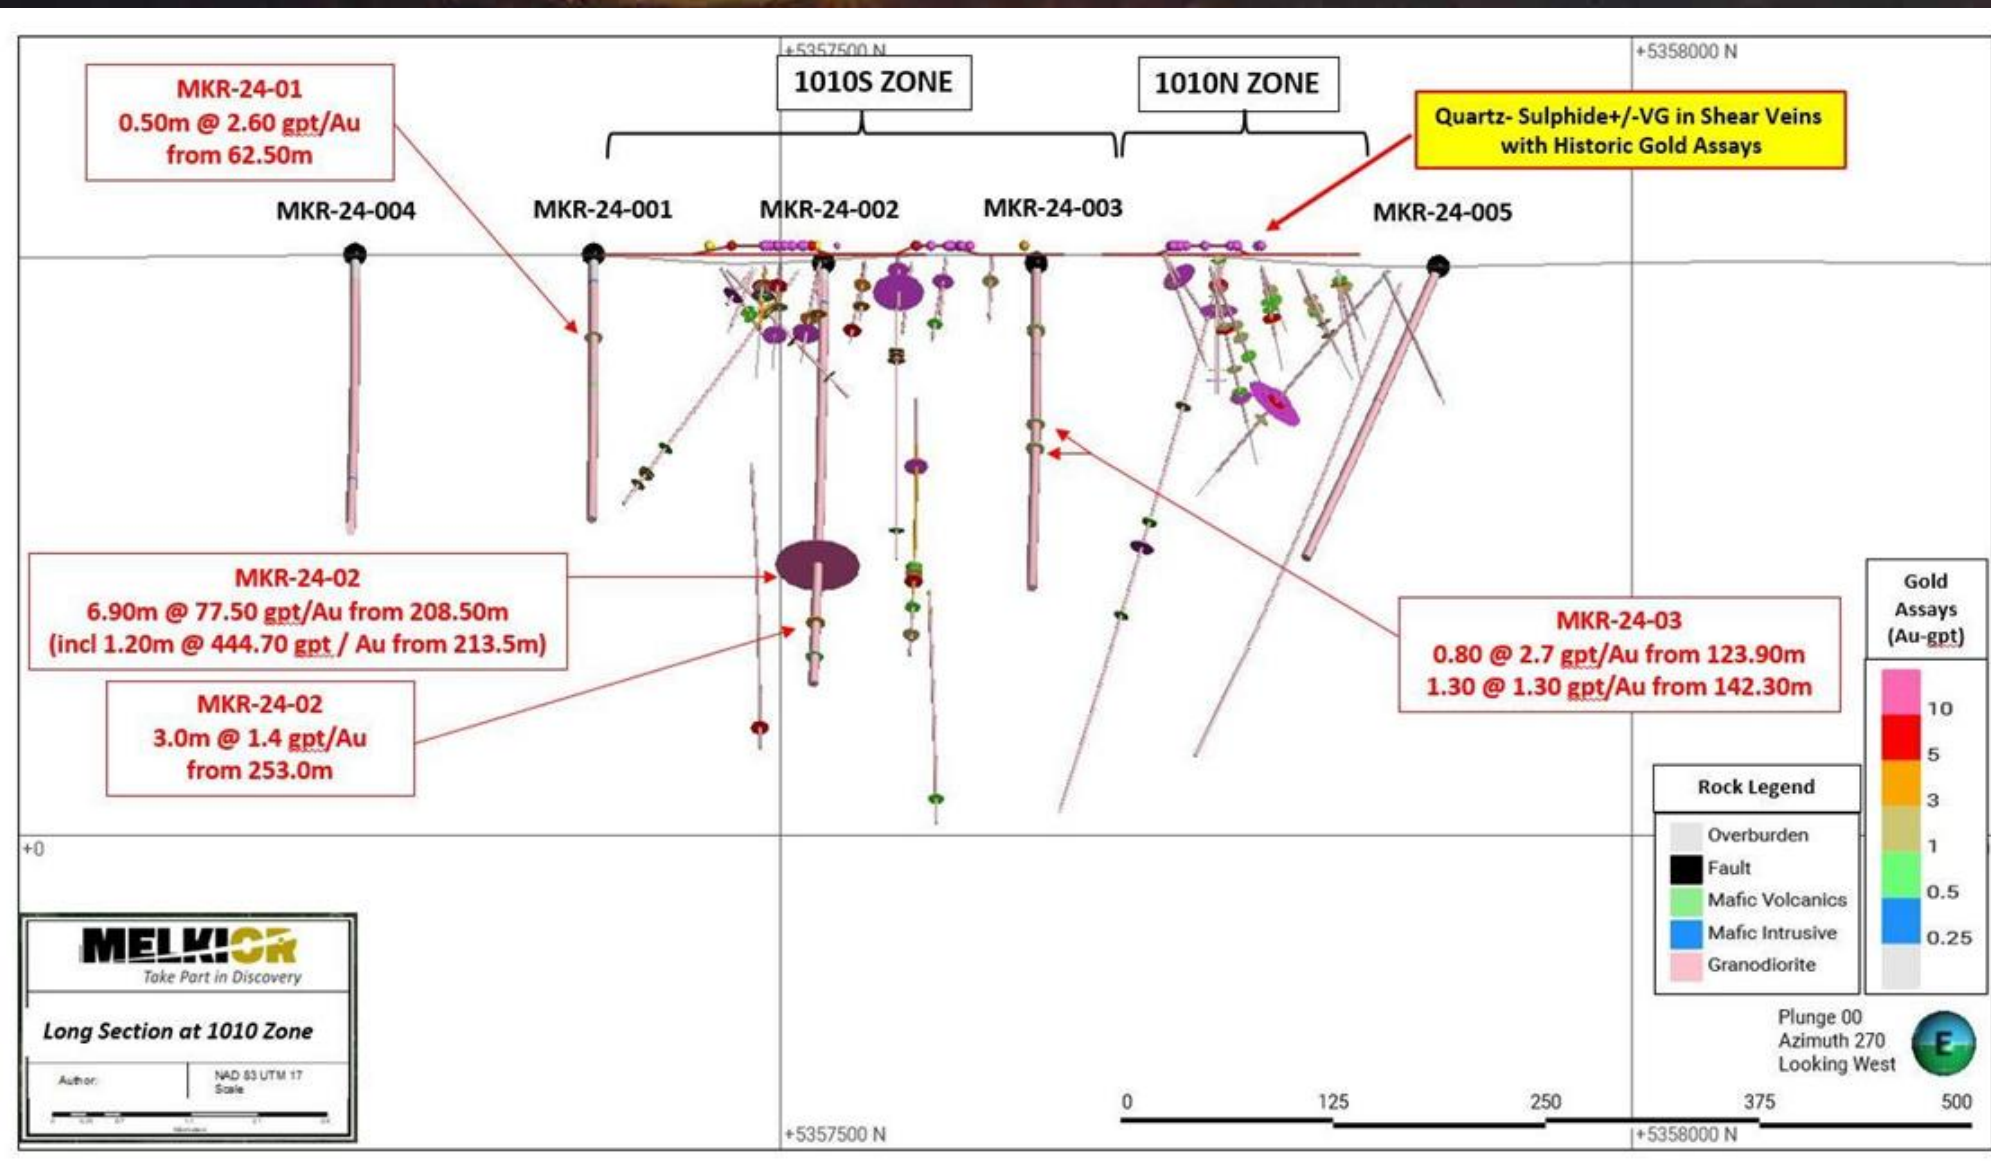 +5357500 N
+5358000 N
1010S ZONE
1010N ZONE
MKR-24-01
0.50m @ 2.60 gpt/Au
from 62.50m
Quartz- Sulphide+/-VG in Shear Veins
with Historic Gold Assays
MKR-24-004
MKR-24-001
MKR-24-002
MKR-24-003
MKR-24-005
MKR-24-02
6.90m @ 77.50 gpt/Au from 208.50m
(incl 1.20m @ 444.70 gpt / Au from 213.5m)
MKR-24-02
3.0m @ 1.4 gpt/Au
from 253.0m
MKR-24-03
0.80 @ 2.7 gpt/Au from 123.90m
1.30 @ 1.30 gpt/Au from 142.30m
Gold
Assays
(Au-gpt)
10
5
3
1
0.5
0.25
Rock Legend
Overburden
Fault
Mafic Volcanics
Mafic Intrusive
Granodiorite
+0
MELKIOR
Take Part in Discovery
Long Section at 1010 Zone
Author:
NAD 83 UTM 17
Scale
Plunge 00
Azimuth 270
Looking West
E
0 125 250 375 500
+5357500 N
+5358000 N